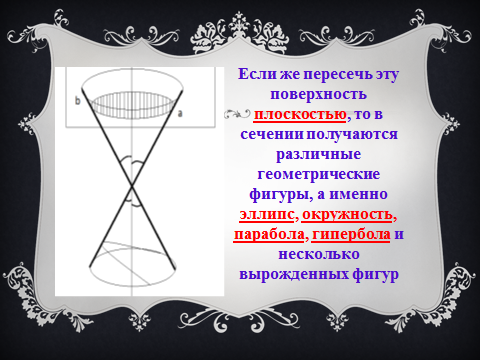 b
a
Если же пересечь эту
поверхность
плоскостью, то в
сечении получаются
различные
геометрические
фигуры, а именно
эллипс, окружность,
парабола, гипербола и
несколько
вырожденных фигур